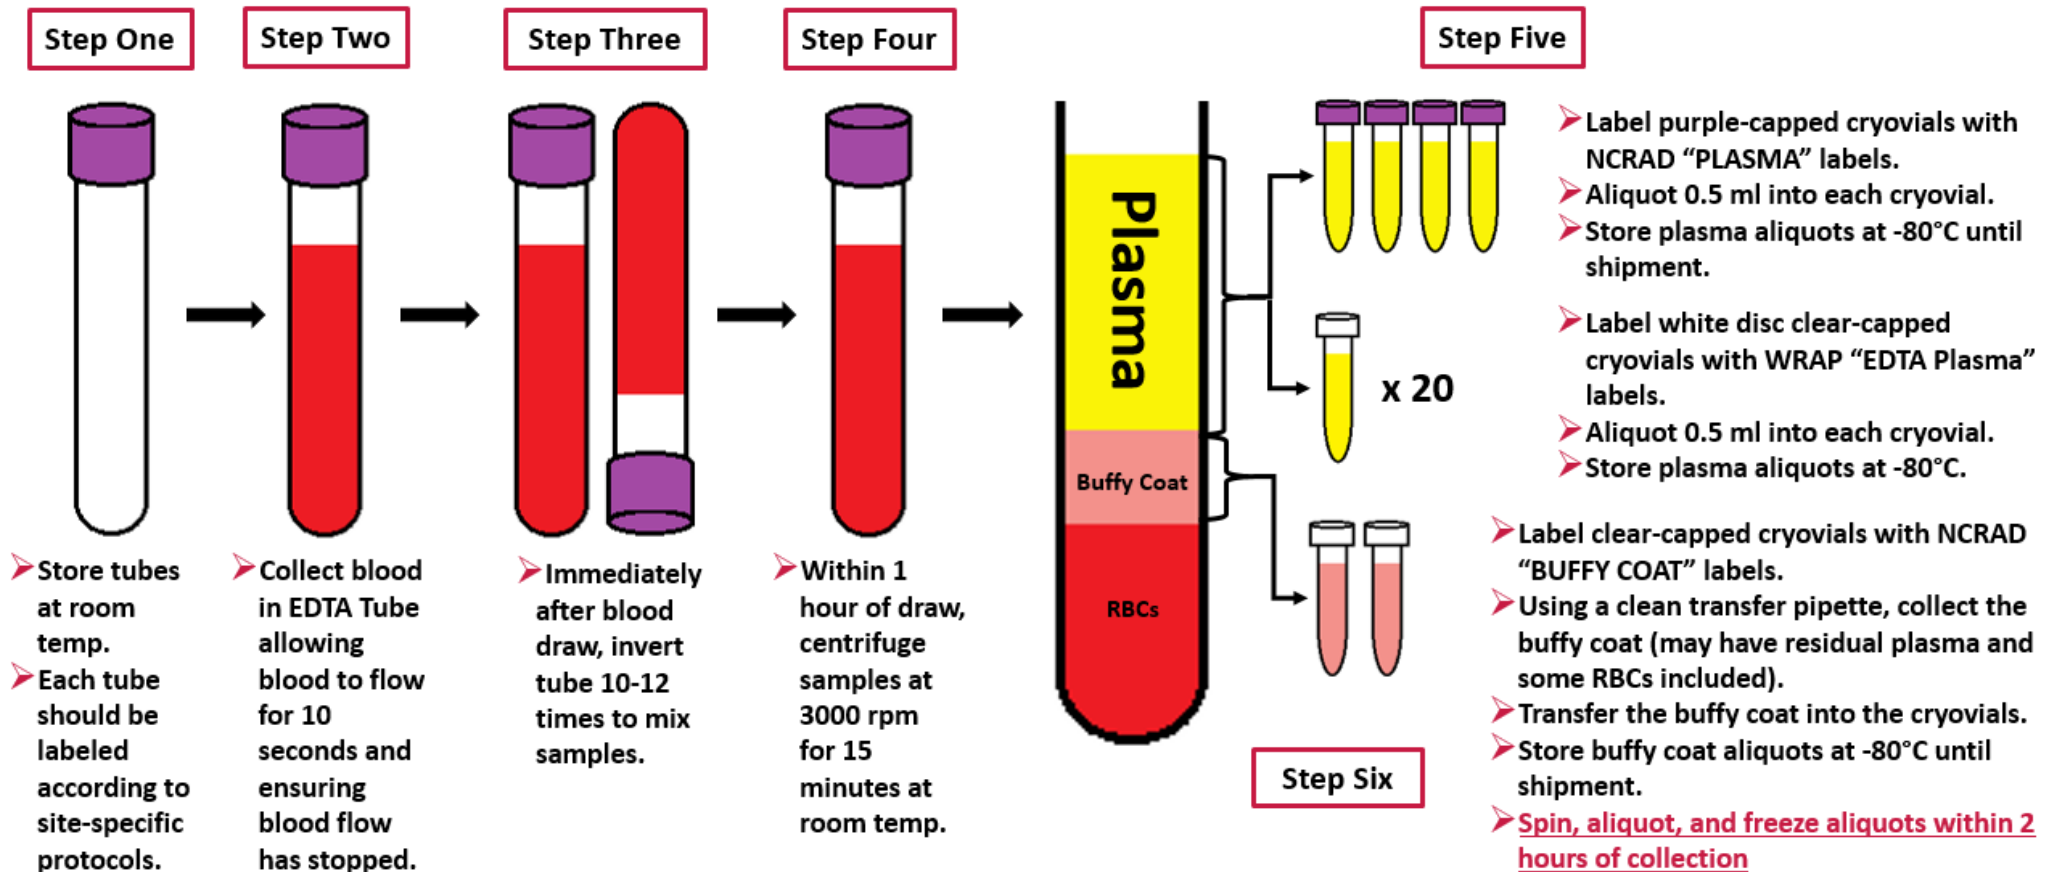 Step One
Step Two
Step Three
Step Four
Step Five
Store tubes
at room
temp.
Each tube
should be
labeled
according to
site-specific
protocols.
Collect blood
in EDTA Tube
allowing
blood to flow
for 10
seconds and
ensuring
blood flow
has stopped.
Immediately
after blood
draw, invert
tube 10-12
times to mix
samples.
Within 1
hour of draw,
centrifuge
samples at
3000 rpm
for 15
minutes at
room temp.
Plasma
Buffy Coat
RBCs
x 20
Label purple-capped cryovials with
NCRAD “PLASMA” labels.
Aliquot 0.5 ml into each cryovial.
Store plasma aliquots at -80°C until
shipment.
Label white disc clear-capped
cryovials with WRAP “EDTA Plasma”
labels.
Aliquot 0.5 ml into each cryovial.
Store plasma aliquots at -80°C.
Step Six
Label clear-capped cryovials with NCRAD
“BUFFY COAT” labels.
Using a clean transfer pipette, collect the
buffy coat (may have residual plasma and
some RBCs included).
Transfer the buffy coat into the cryovials.
Store buffy coat aliquots at -80°C until
shipment.
Spin, aliquot, and freeze aliquots within 2
hours of collection